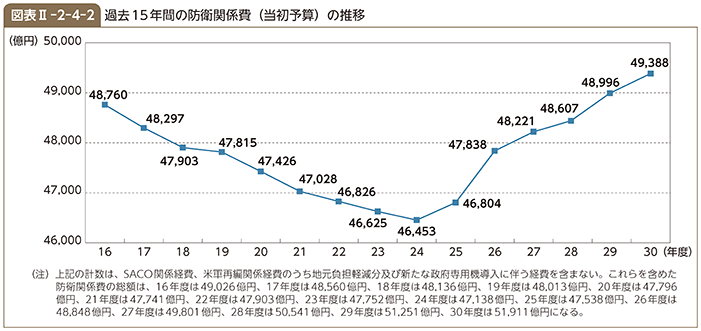 図表Ⅱ-2-4-2 過去15年間の防衛関係費（当初予算）の推移
（億円）
50,000
49,000
48,000
47,000
46,000
48,760
48,297
47,903
47,815
47,426
47,028
46,826
46,625
46,453
46,804
47,838
48,221
48,607
48,996
49,388
16 17 18 19 20 21 22 23 24 25 26 27 28 29 30（年度）
（注） 上記の計数は、SACO関係経費、米軍再編関係経費のうち地元負担軽減分及び新たな政府専用機導入に伴う経費を含まない。これらを含めた
防衛関係費の総額は、16年度は49,026億円、17年度は48,560億円、18年度は48,136億円、19年度は48,013億円、20年度は47,796
億円、21年度は47,741億円、22年度は47,903億円、23年度は47,752億円、24年度は47,138億円、25年度は47,538億円、26年度は
48,848億円、27年度は49,801億円、28年度は50,541億円、29年度は51,251億円、30年度は51,911億円になる。